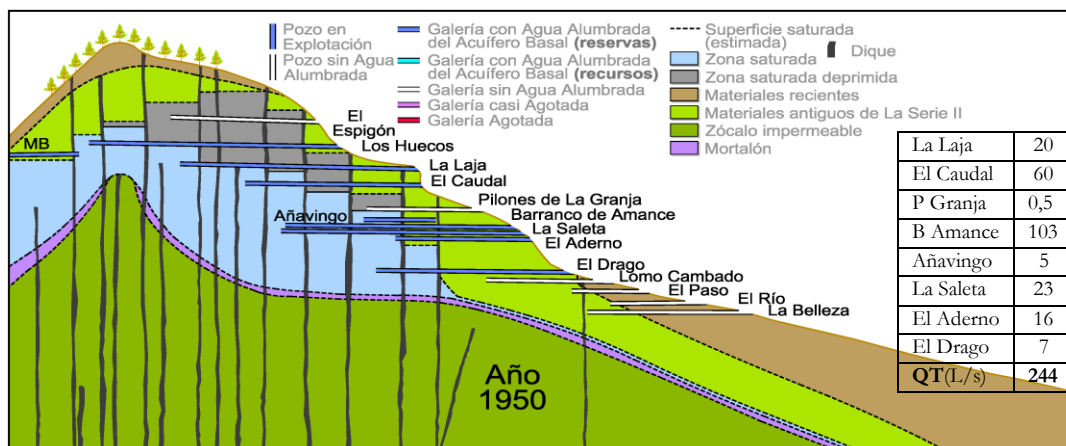 Pozo en
Explotación
Pozo sin Agua
Alumbrada
Galería con Agua Alumbrada
del Acuífero Basal (reservas)
Galería con Agua Alumbrada
del Acuífero Basal (recursos)
Galería sin Agua Alumbrada
Galería casi Agotada
Galería Agotada
Superficie saturada
(estimada)
Dique
Zona saturada
Zona saturada deprimida
Materiales recientes
Materiales antiguos de La Serie II
Zócalo impermeable
Mortalón
MB
El
Espigón
Los Huecos
La Laja
El Caudal
Pilones de La Granja
Barranco de Amance
Añavingo
La Saleta
El Aderno
El Drago
Lomo Cambado
El Paso
El Río
La Belleza
Año
1950
La Laja 20
El Caudal 60
P Granja 0,5
B Amance 103
Añavingo 5
La Saleta 23
El Aderno 16
El Drago 7
QT(L/s) 244